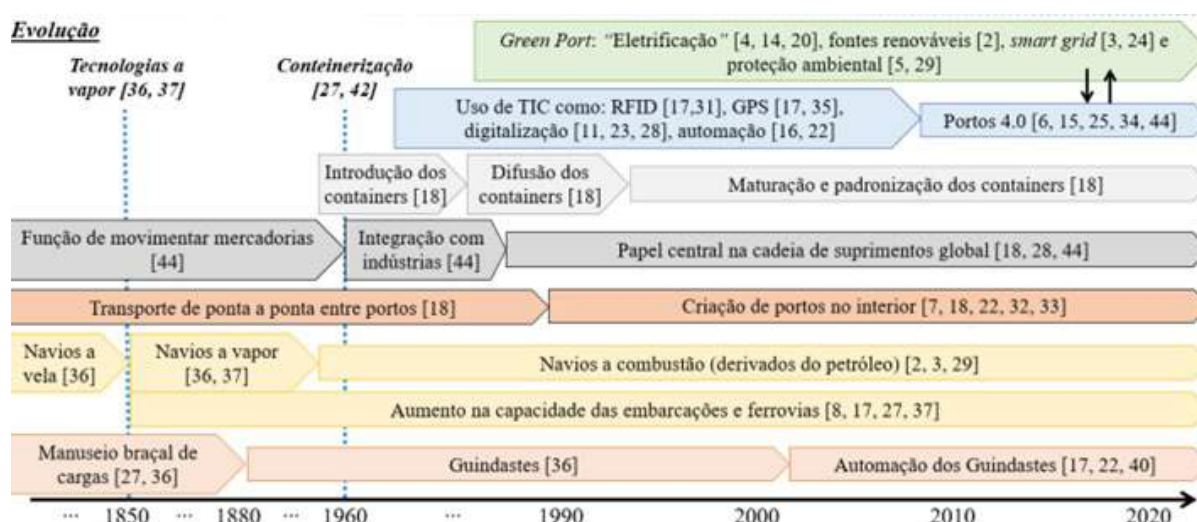 Evolução
Green Port: "Eletrificação" [4, 14, 20], fontes renováveis [2], smart grid [3, 24] e
proteção ambiental [5, 29]
Tecnologias a
vapor [36, 37]
Conteinerização
[27, 42]
Uso de TIC como: RFID [17,31], GPS [17, 35],
digitalização [11, 23, 28], automação [16, 22]
Portos 4.0 [6, 15, 25, 34, 44]
Introdução dos
containers [18]
Difusão dos
containers [18]
Maturação e padronização dos containers [18]
Função de movimentar mercadorias
[44]
Integração com
indústrias [44]
Papel central na cadeia de suprimentos global [18, 28, 44]
Transporte de ponta a ponta entre portos [18]
Criação de portos no interior [7, 18, 22, 32, 33]
Navios a
vela [36]
Navios a vapor
[36, 37]
Navios a combustão (derivados do petróleo) [2, 3, 29]
Aumento na capacidade das embarcações e ferrovias [8, 17, 27, 37]
Manuseio braçal de
cargas [27, 36]
Guindastes [36]
Automação dos Guindastes [17, 22, 40]
... 1850 ... 1880 ... 1960 ... 1990 2000 2010 2020